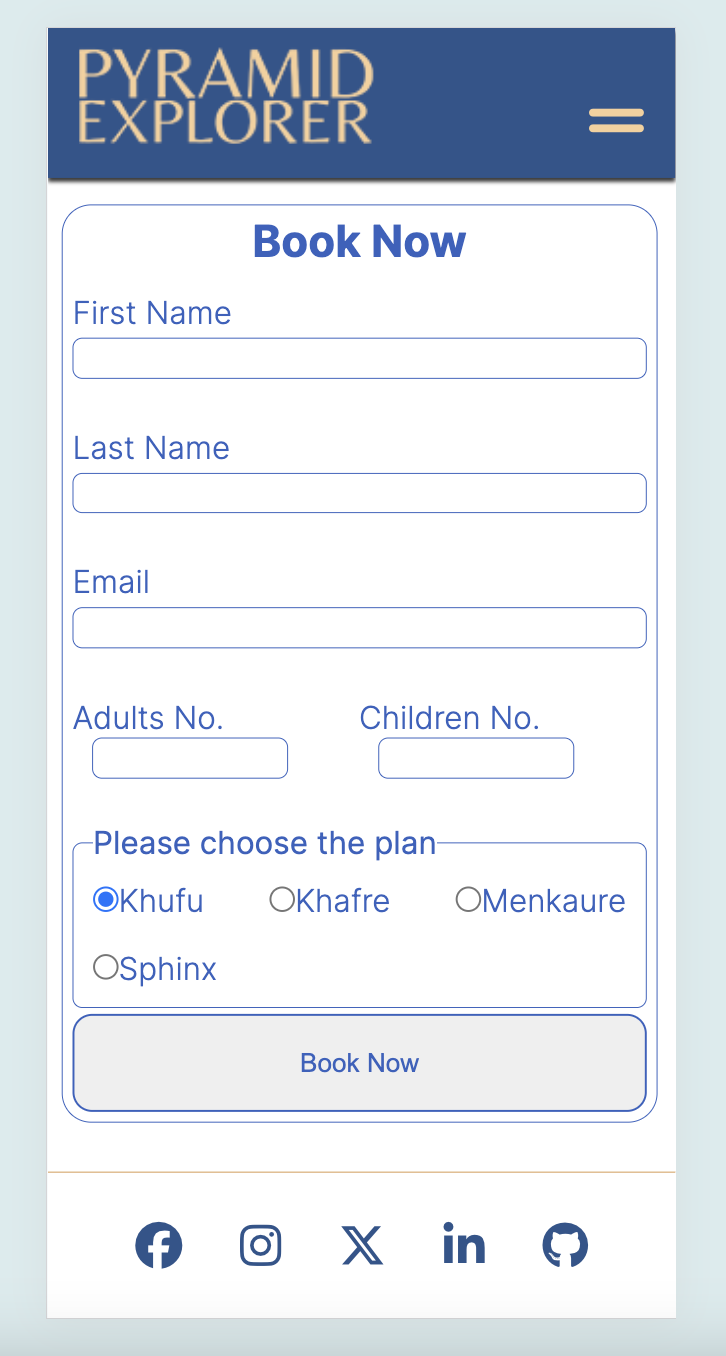 PYRAMID
EXPLORER
Book Now
First Name
Last Name
Email
Adults No. Children No.
Please choose the plan
Khufu Khafre Menkaure
Sphinx
Book Now